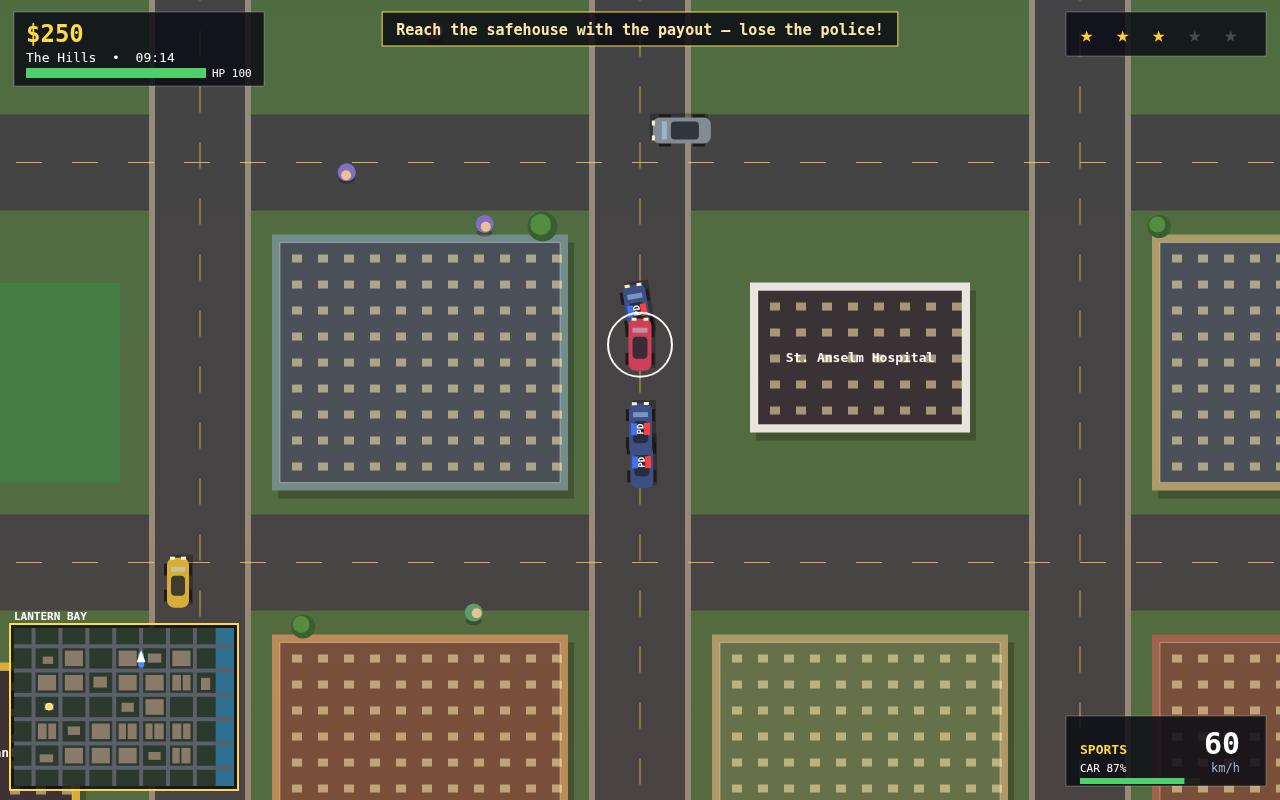 $250
The Hills • 09:14
HP 100
Reach the safehouse with the payout — lose the police!
PD
St. Anselm Hospital
PD
PD
LANTERN BAY
an
SPORTS
60
CAR 87%
km/h